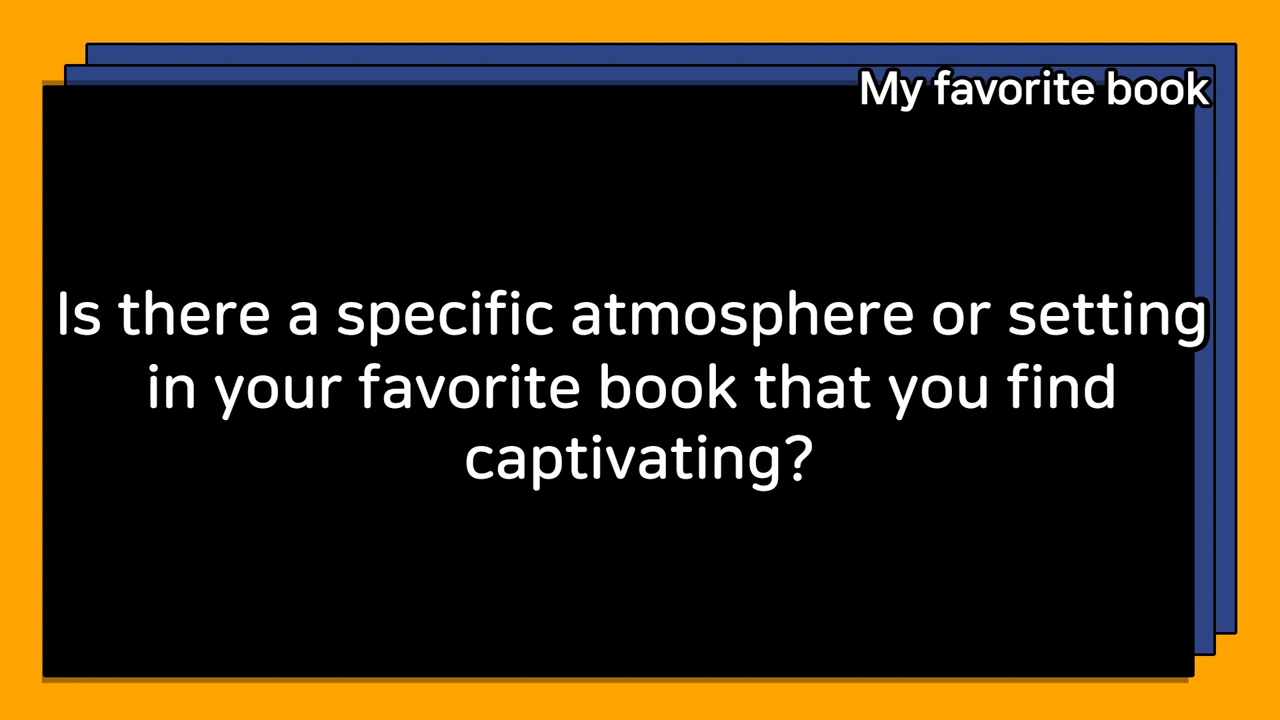 My favorite book
Is there a specific atmosphere or setting
in your favorite book that you find
captivating?